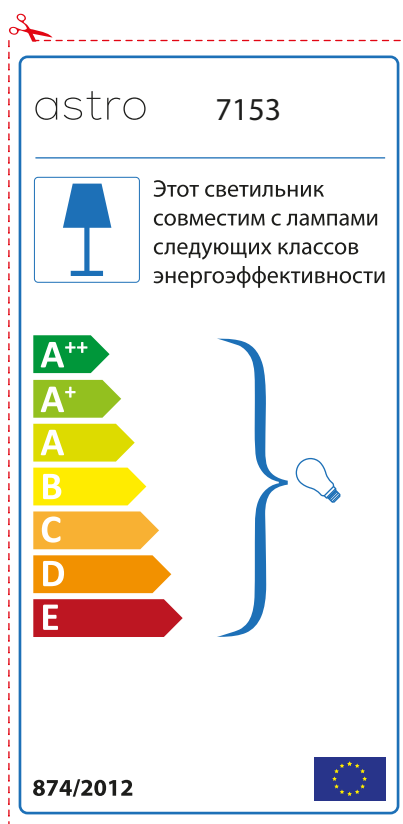 astro 7153
Этот светильник
совместим с лампами
следующих классов
энергоэффективности
A++
A+
A
B
C
D
E
874/2012